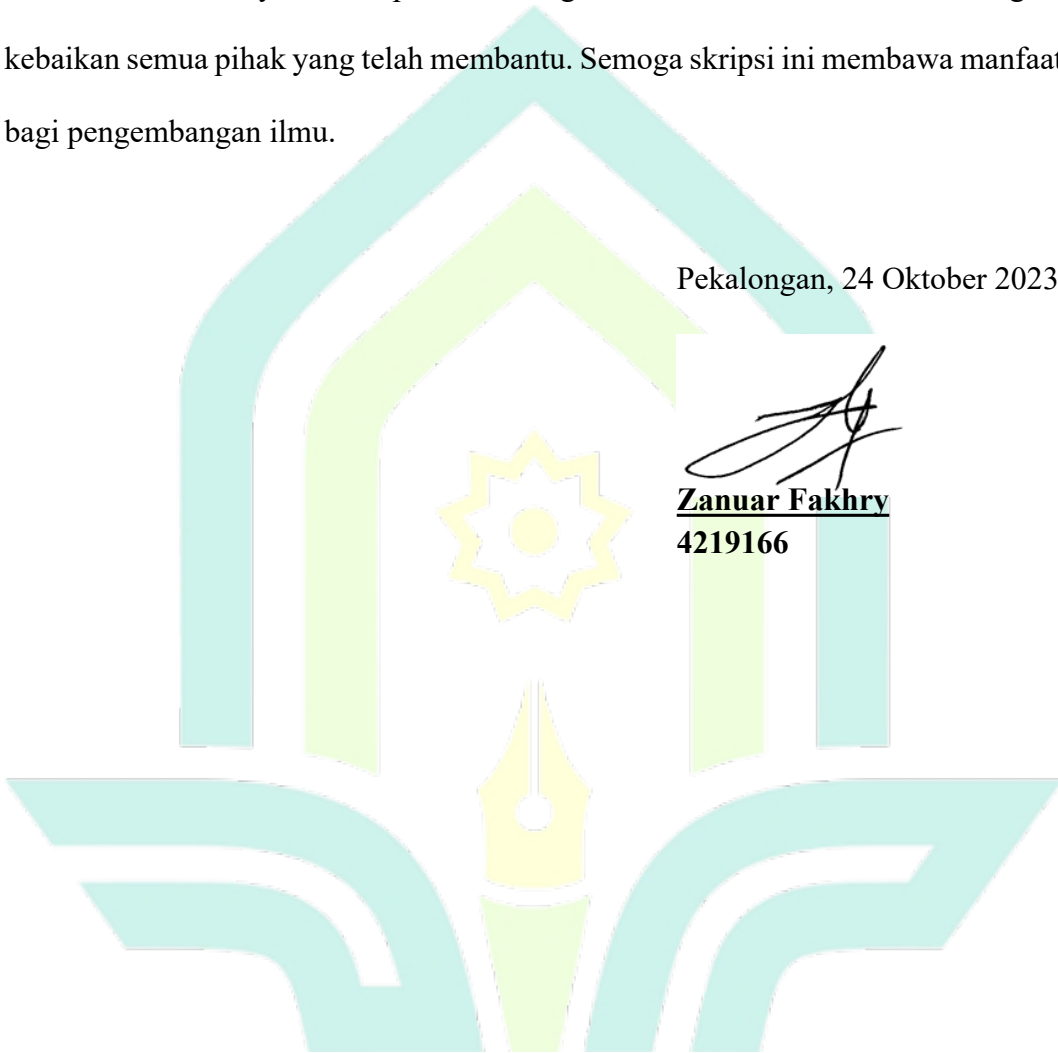 kebaikan semua pihak yang telah membantu. Semoga skripsi ini membawa manfaat
bagi pengembangan ilmu.
Pekalongan, 24 Oktober 2023
Zanuar Fakhry
4219166